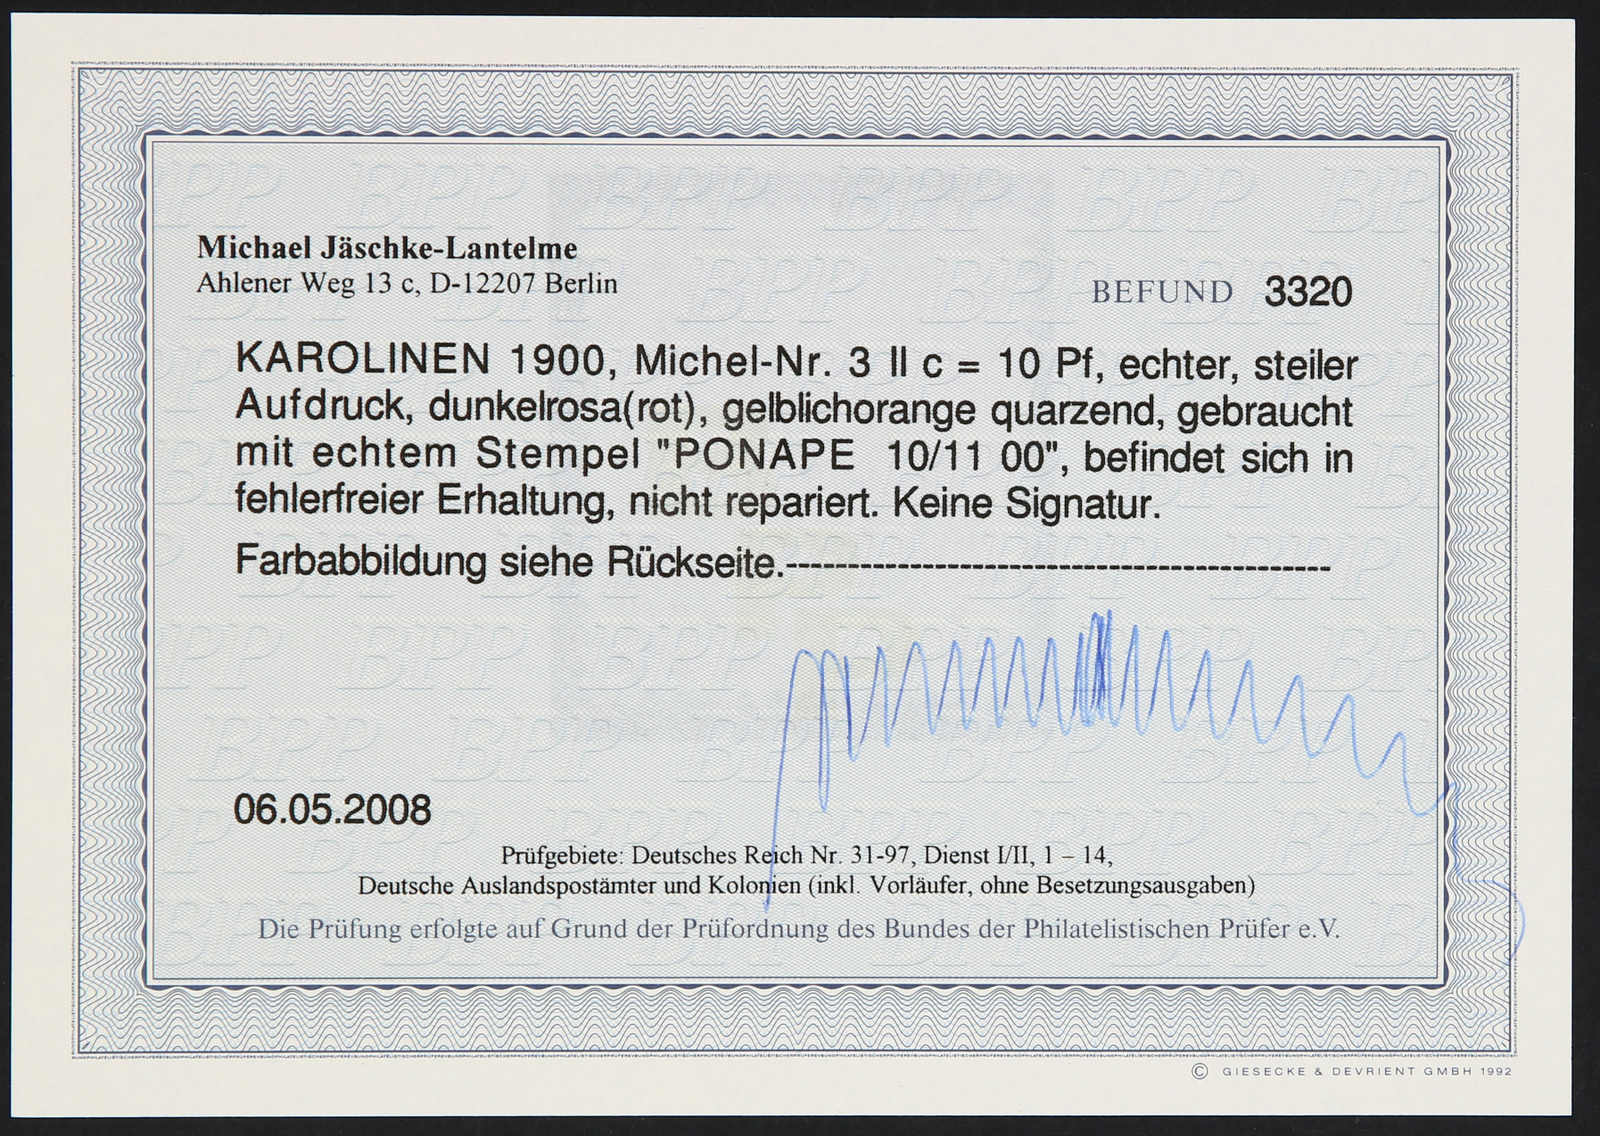 Michael Jäschke-Lantelme
Ahlener Weg 13 c, D-12207 Berlin
BEFUND 3320
KAROLINEN 1900, Michel-Nr. 3 II c = 10 Pf, echter, steiler
Aufdruck, dunkelrosa(rot), gelblichorange quarzend, gebraucht
mit echtem Stempel "PONAPE 10/11 00", befindet sich in
fehlerfreier Erhaltung, nicht repariert. Keine Signatur.
Farbabbildung siehe Rückseite.------------------------------------------------
06.05.2008
Prüfgebiete: Deutsches Reich Nr. 31-97, Dienst I/II, 1 – 14,
Deutsche Auslandspostämter und Kolonien (inkl. Vorläufer, ohne Besetzungsausgaben)
Die Prüfung erfolgte auf Grund der Prüfordnung des Bundes der Philatelistischen Prüfer e.V.
© GIESECKE & DEVRIENT GMBH 1992